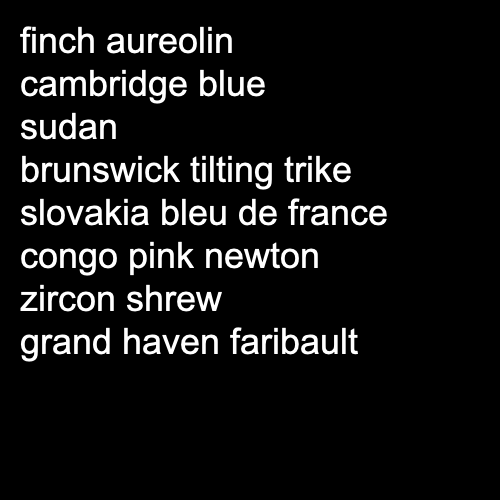 finch aureolin
cambridge blue
sudan
brunswick tilting trike
slovakia bleu de france
congo pink newton
zircon shrew
grand haven faribault